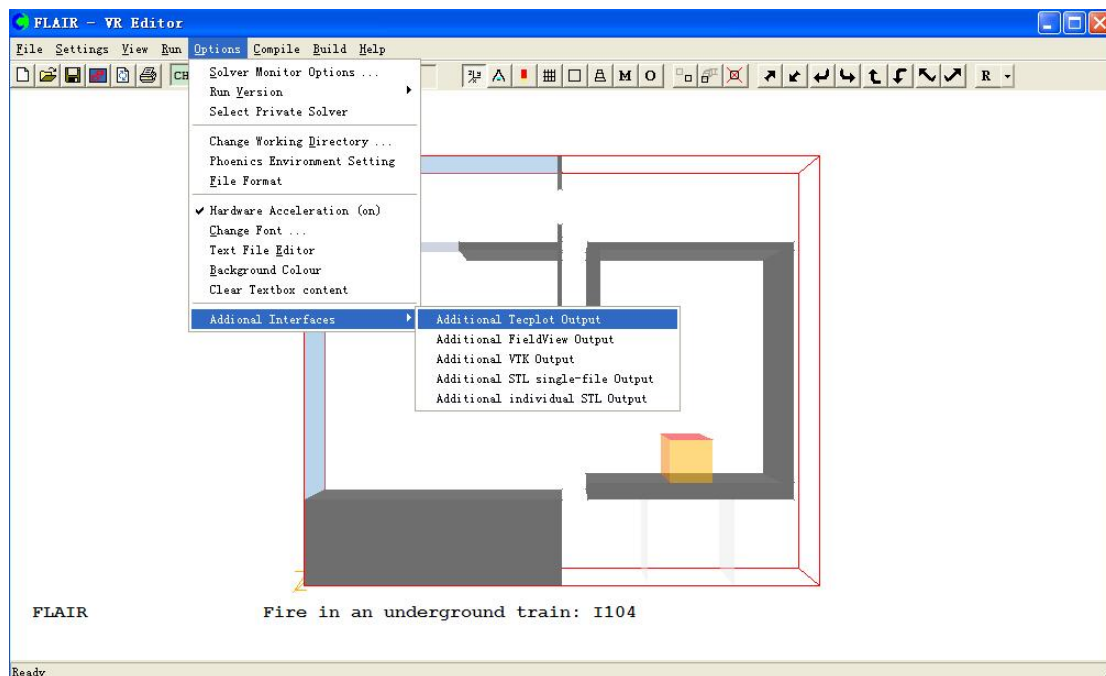 FLAIR - VR Editor
File Settings View Run Options Compile Build Help
CH
M O R
Solver Monitor Options ...
Run Version
Select Private Solver
Change Working Directory ...
Phoenics Environment Setting
File Format
Hardware Acceleration (on)
Change Font ...
Text File Editor
Background Colour
Clear Textbox content
Addional Interfaces
Additional Tecplot Output
Additional FieldView Output
Additional VTK Output
Additional STL single-file Output
Additional individual STL Output
FLAIR Fire in an underground train: I104
Ready